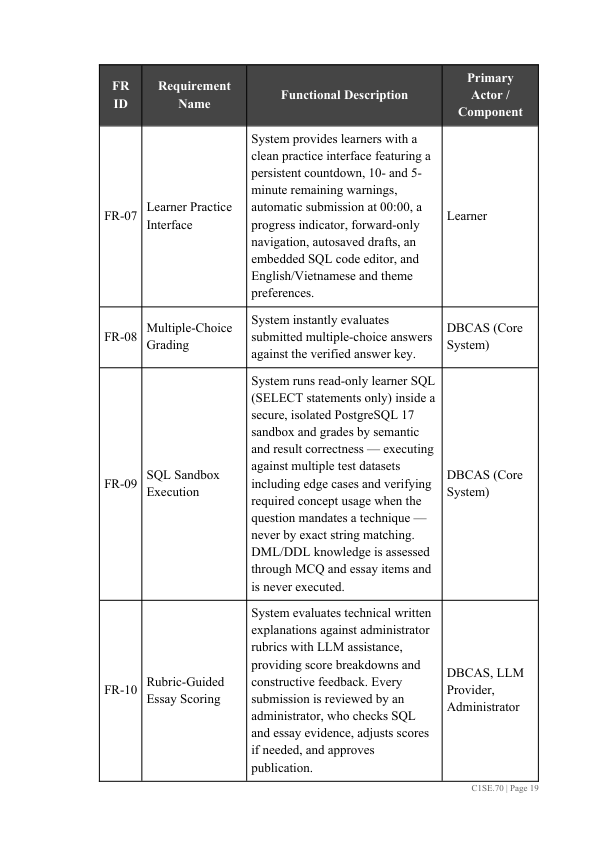 FR
ID
Requirement
Name
Functional Description
Primary
Actor /
Component
FR-07
Learner Practice
Interface
System provides learners with a
clean practice interface featuring a
persistent countdown, 10- and 5-
minute remaining warnings,
automatic submission at 00:00, a
progress indicator, forward-only
navigation, autosaved drafts, an
embedded SQL code editor, and
English/Vietnamese and theme
preferences.
Learner
FR-08
Multiple-Choice
Grading
System instantly evaluates
submitted multiple-choice answers
against the verified answer key.
DBCAS (Core
System)
FR-09
SQL Sandbox
Execution
System runs read-only learner SQL
(SELECT statements only) inside a
secure, isolated PostgreSQL 17
sandbox and grades by semantic
and result correctness — executing
against multiple test datasets
including edge cases and verifying
required concept usage when the
question mandates a technique —
never by exact string matching.
DML/DDL knowledge is assessed
through MCQ and essay items and
is never executed.
DBCAS (Core
System)
FR-10
Rubric-Guided
Essay Scoring
System evaluates technical written
explanations against administrator
rubrics with LLM assistance,
providing score breakdowns and
constructive feedback. Every
submission is reviewed by an
administrator, who checks SQL
and essay evidence, adjusts scores
if needed, and approves
publication.
DBCAS, LLM
Provider,
Administrator
C1SE.70 | Page 19